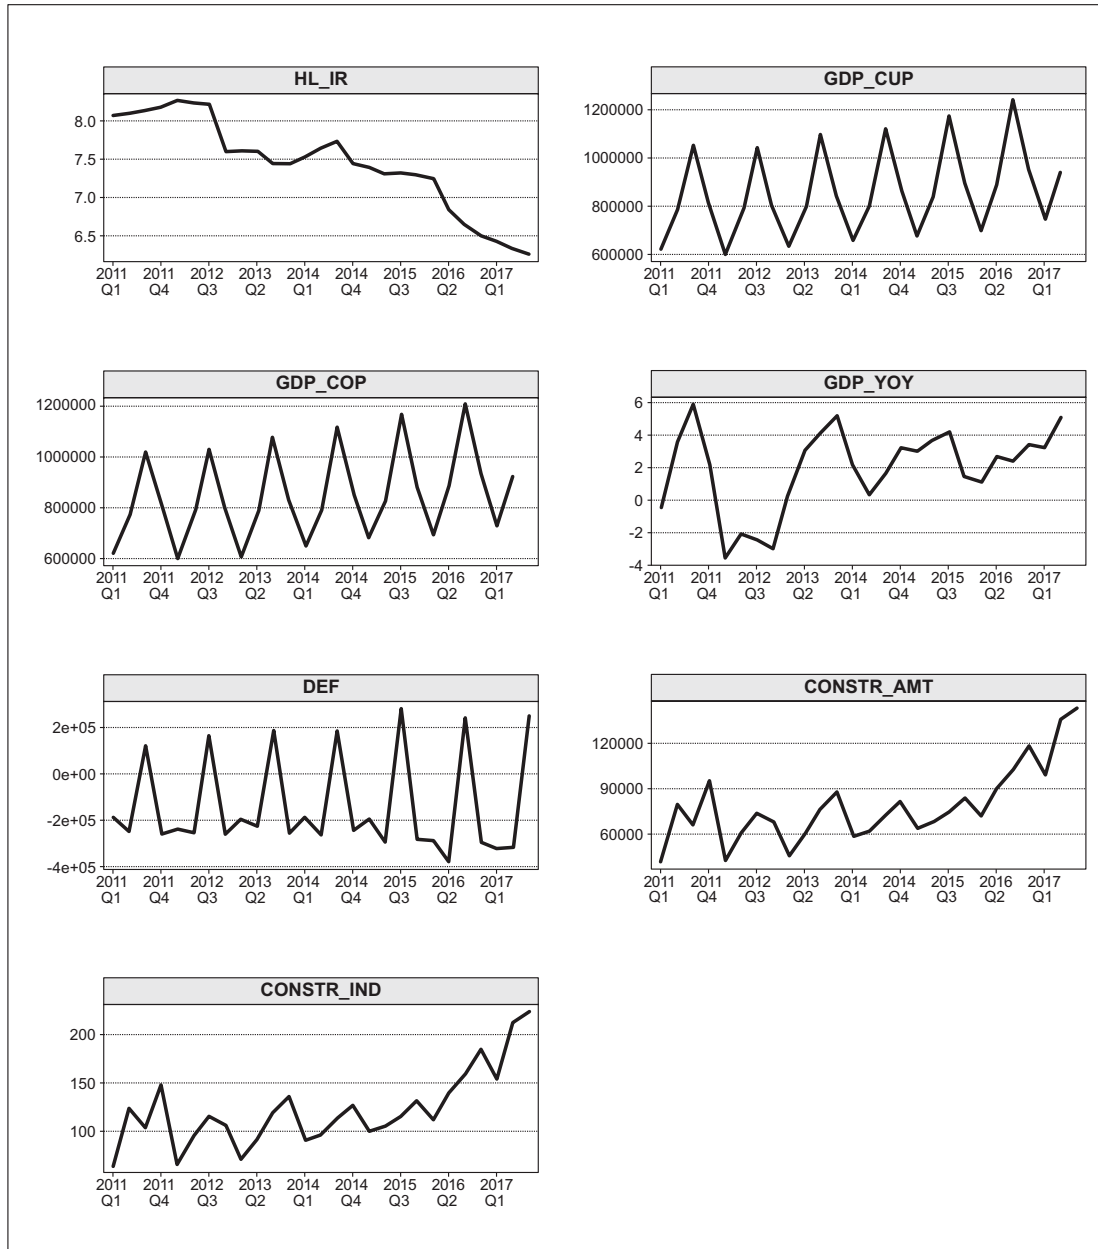 HL_IR
8.0
7.5
7.0
6.5
2011 2011 2012 2013 2014 2014 2015 2016 2017
Q1 Q4 Q3 Q2 Q1 Q4 Q3 Q2 Q1
GDP_CUP
1200000
1000000
800000
600000
2011 2011 2012 2013 2014 2014 2015 2016 2017
Q1 Q4 Q3 Q2 Q1 Q4 Q3 Q2 Q1
GDP_COP
1200000
1000000
800000
600000
2011 2011 2012 2013 2014 2014 2015 2016 2017
Q1 Q4 Q3 Q2 Q1 Q4 Q3 Q2 Q1
GDP_YOY
6
4
2
0
-2
-4
2011 2011 2012 2013 2014 2014 2015 2016 2017
Q1 Q4 Q3 Q2 Q1 Q4 Q3 Q2 Q1
DEF
2e+05
0e+00
-2e+05
-4e+05
2011 2011 2012 2013 2014 2014 2015 2016 2017
Q1 Q4 Q3 Q2 Q1 Q4 Q3 Q2 Q1
CONSTR_AMT
120000
90000
60000
2011 2011 2012 2013 2014 2014 2015 2016 2017
Q1 Q4 Q3 Q2 Q1 Q4 Q3 Q2 Q1
CONSTR_IND
200
150
100
2011 2011 2012 2013 2014 2014 2015 2016 2017
Q1 Q4 Q3 Q2 Q1 Q4 Q3 Q2 Q1